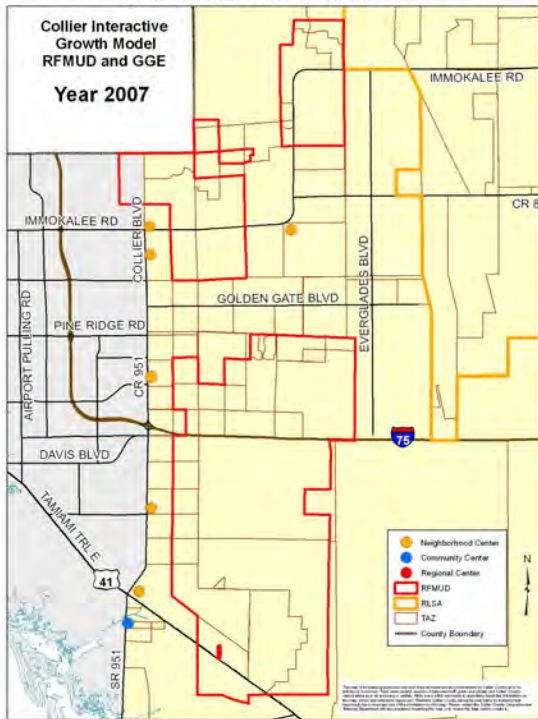 Collier Interactive
Growth Model
RFMUD and GGE
Year 2007
IMMOKALEE RD
CR 8
IMMOKALEE RD
COLLIER BLVD
GOLDEN GATE BLVD
EVERGLADES BLVD
PINE RIDGE RD
AIRPORT PULLING RD
CR 951
75
DAVIS BLVD
TAMIAMI TRL E
41
SR 951
Neighborhood Center
Community Center
Regional Center
RFMUD
RLSA
TAZ
County Boundary
N